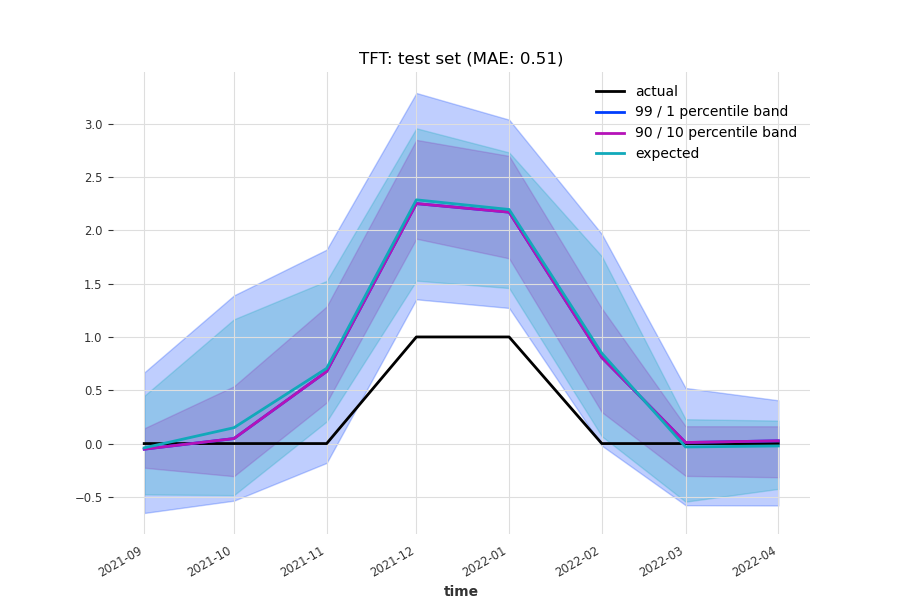 TFT: test set (MAE: 0.51)
actual
99 / 1 percentile band
90 / 10 percentile band
expected
3.0
2.5
2.0
1.5
1.0
0.5
0.0
−0.5
2021-09
2021-10
2021-11
2021-12
2022-01
2022-02
2022-03
2022-04
time